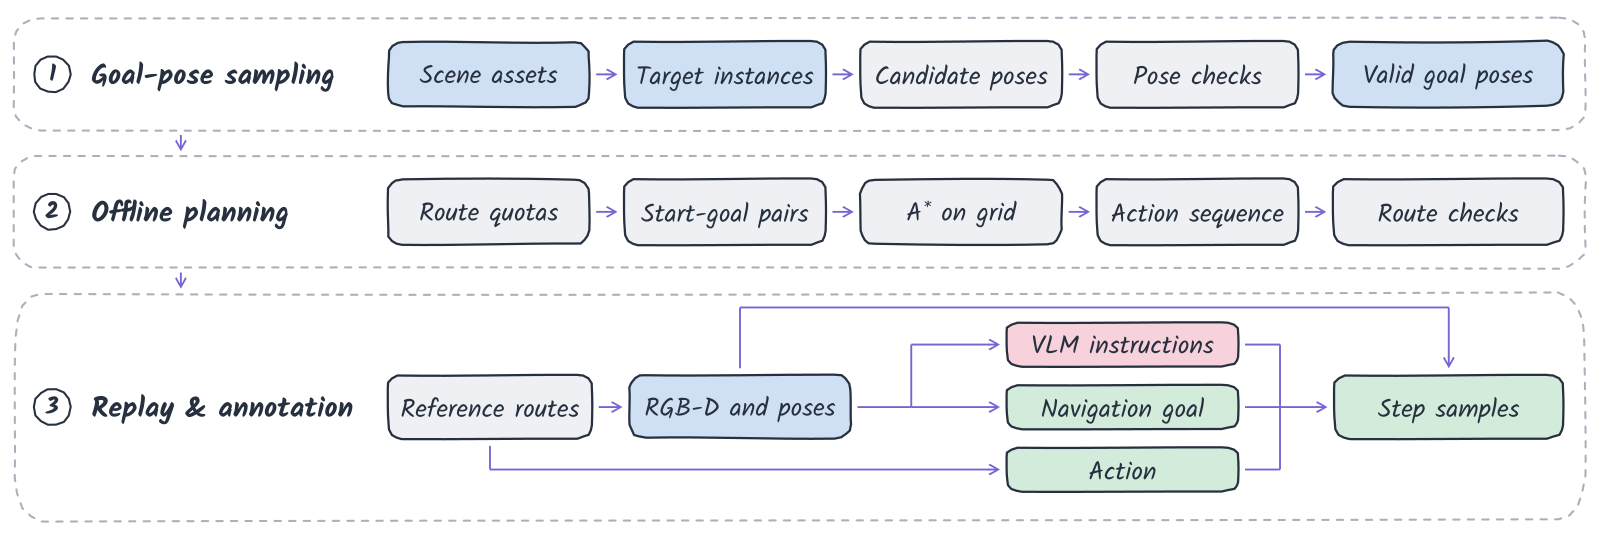 1 Goal-pose sampling
Scene assets
Target instances
Candidate poses
Pose checks
Valid goal poses
2 Offline planning
Route quotas
Start-goal pairs
A* on grid
Action sequence
Route checks
3 Replay & annotation
Reference routes
RGB-D and poses
VLM instructions
Navigation goal
Action
Step samples